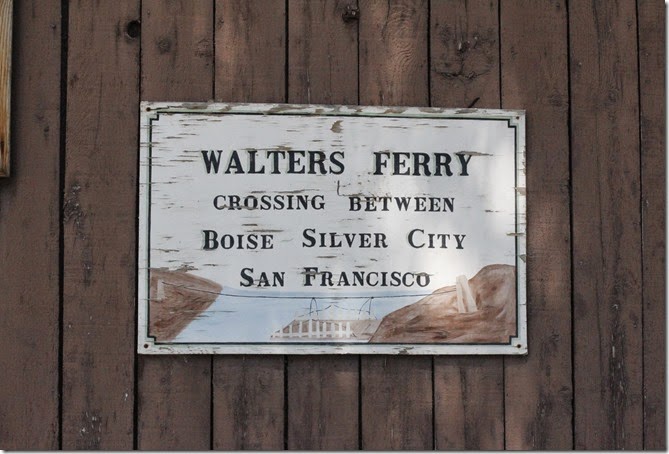 WALTERS FERRY
CROSSING BETWEEN
BOISE SILVER CITY
SAN FRANCISCO